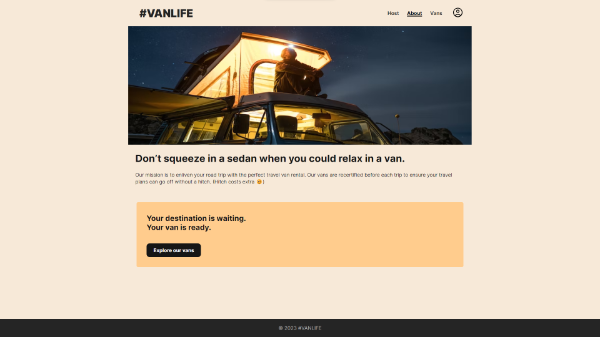 #VANLIFE
Host About Vans
Don't squeeze in a sedan when you could relax in a van.
Our mission is to enliven your road trip with the perfect travel van rental. Our vans are recertified before each trip to ensure your travel
plans can go off without a hitch. (Hitch costs extra 😉)
Your destination is waiting.
Your van is ready.
Explore our vans
© 2023 #VANLIFE